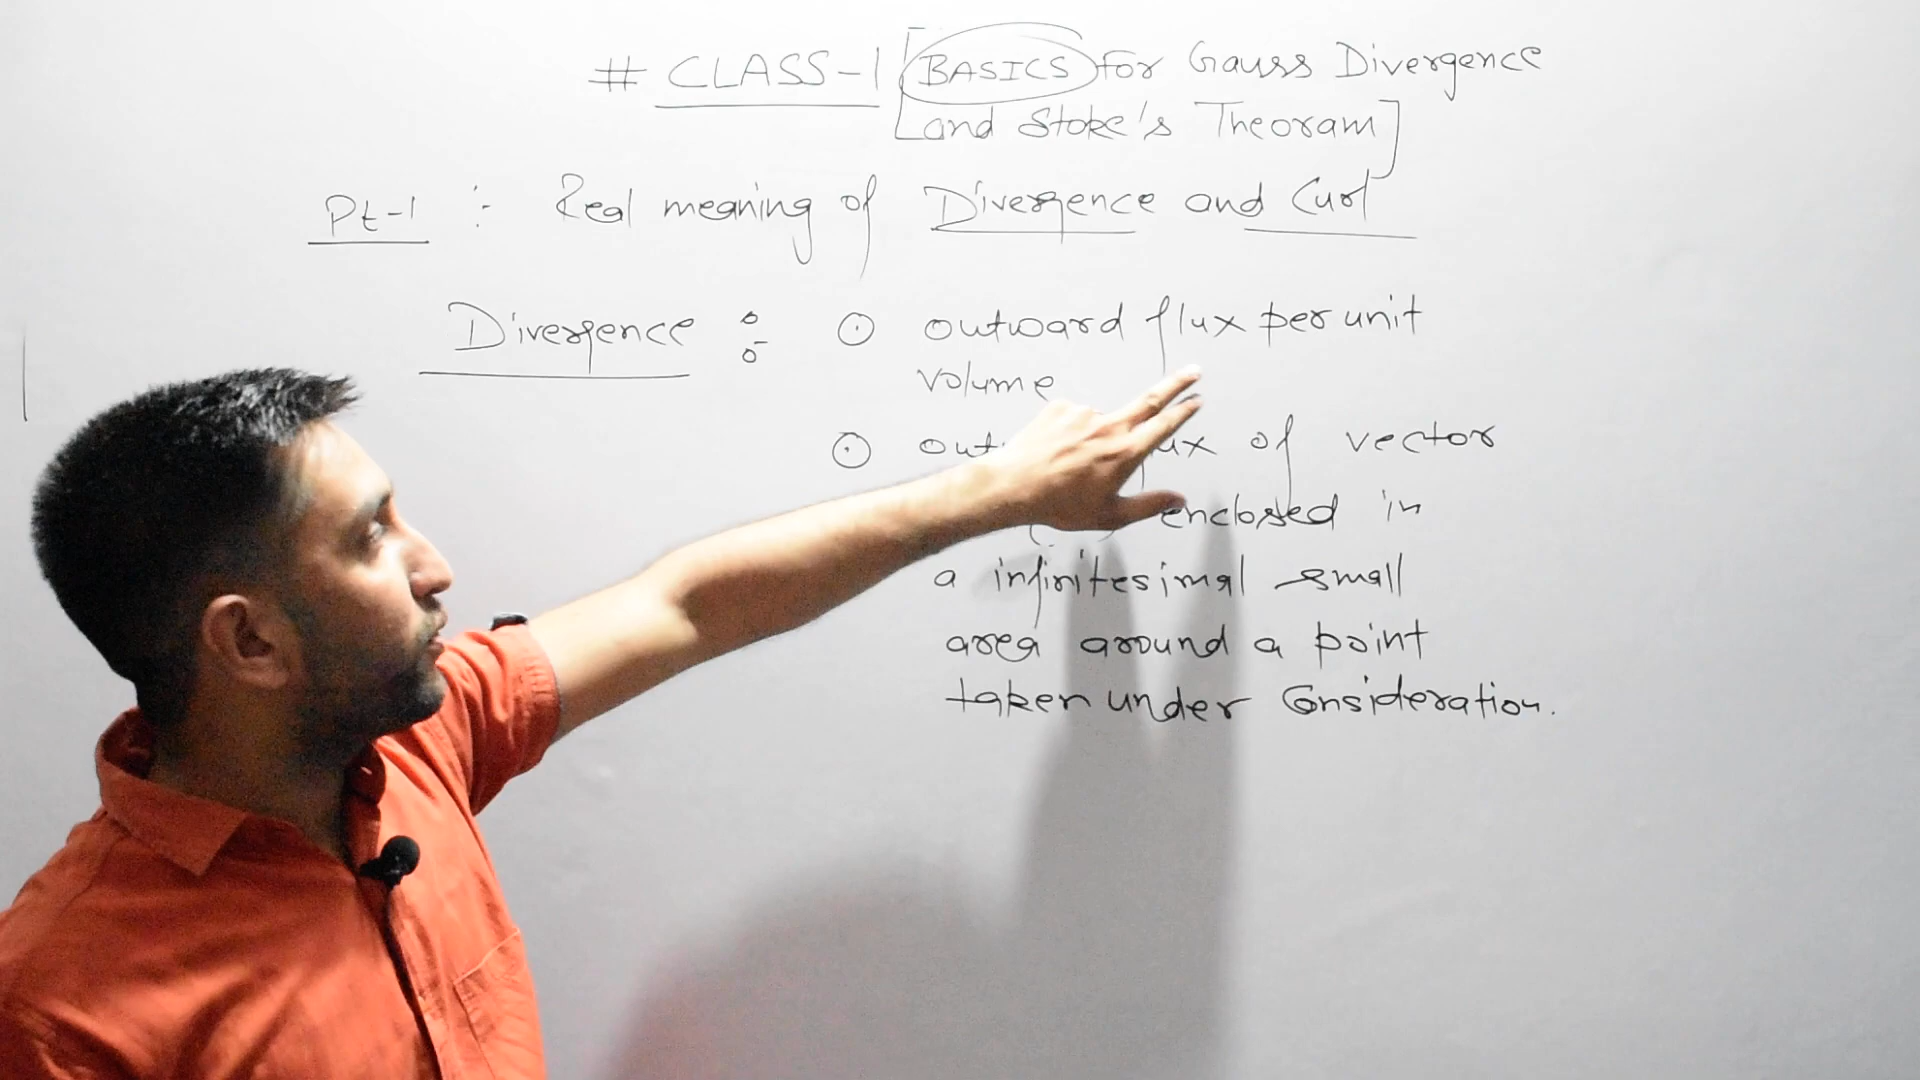 # CLASS-1 [BASICS for Gauss Divergence
and Stoke's Theoram]
Pt-1 :- Real meaning of Divergence and Curl
Divergence :- ⊙ outward flux per unit
volume
⊙ of vector
enclosed in
a infinitesimal small
area around a point
taken under Consideration.